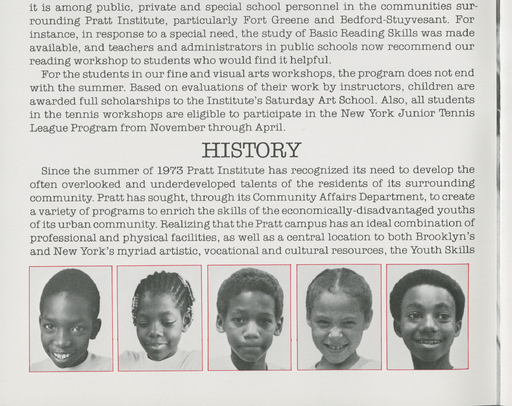 it is among public, private and special school personnel in the communities sur-
rounding Pratt Institute, particularly Fort Greene and Bedford-Stuyvesant. For
instance, in response to a special need, the study of Basic Reading Skills was made
available, and teachers and administrators in public schools now recommend our
reading workshop to students who would find it helpful.
For the students in our fine and visual arts workshops, the program does not end
with the summer. Based on evaluations of their work by instructors, children are
awarded full scholarships to the Institute's Saturday Art School. Also, all students
in the tennis workshops are eligible to participate in the New York Junior Tennis
League Program from November through April.
HISTORY
Since the summer of 1973 Pratt Institute has recognized its need to develop the
often overlooked and underdeveloped talents of the residents of its surrounding
community. Pratt has sought, through its Community Affairs Department, to create
a variety of programs to enrich the skills of the economically-disadvantaged youths
of its urban community. Realizing that the Pratt campus has an ideal combination of
professional and physical facilities, as well as a central location to both Brooklyn's
and New York's myriad artistic, vocational and cultural resources, the Youth Skills